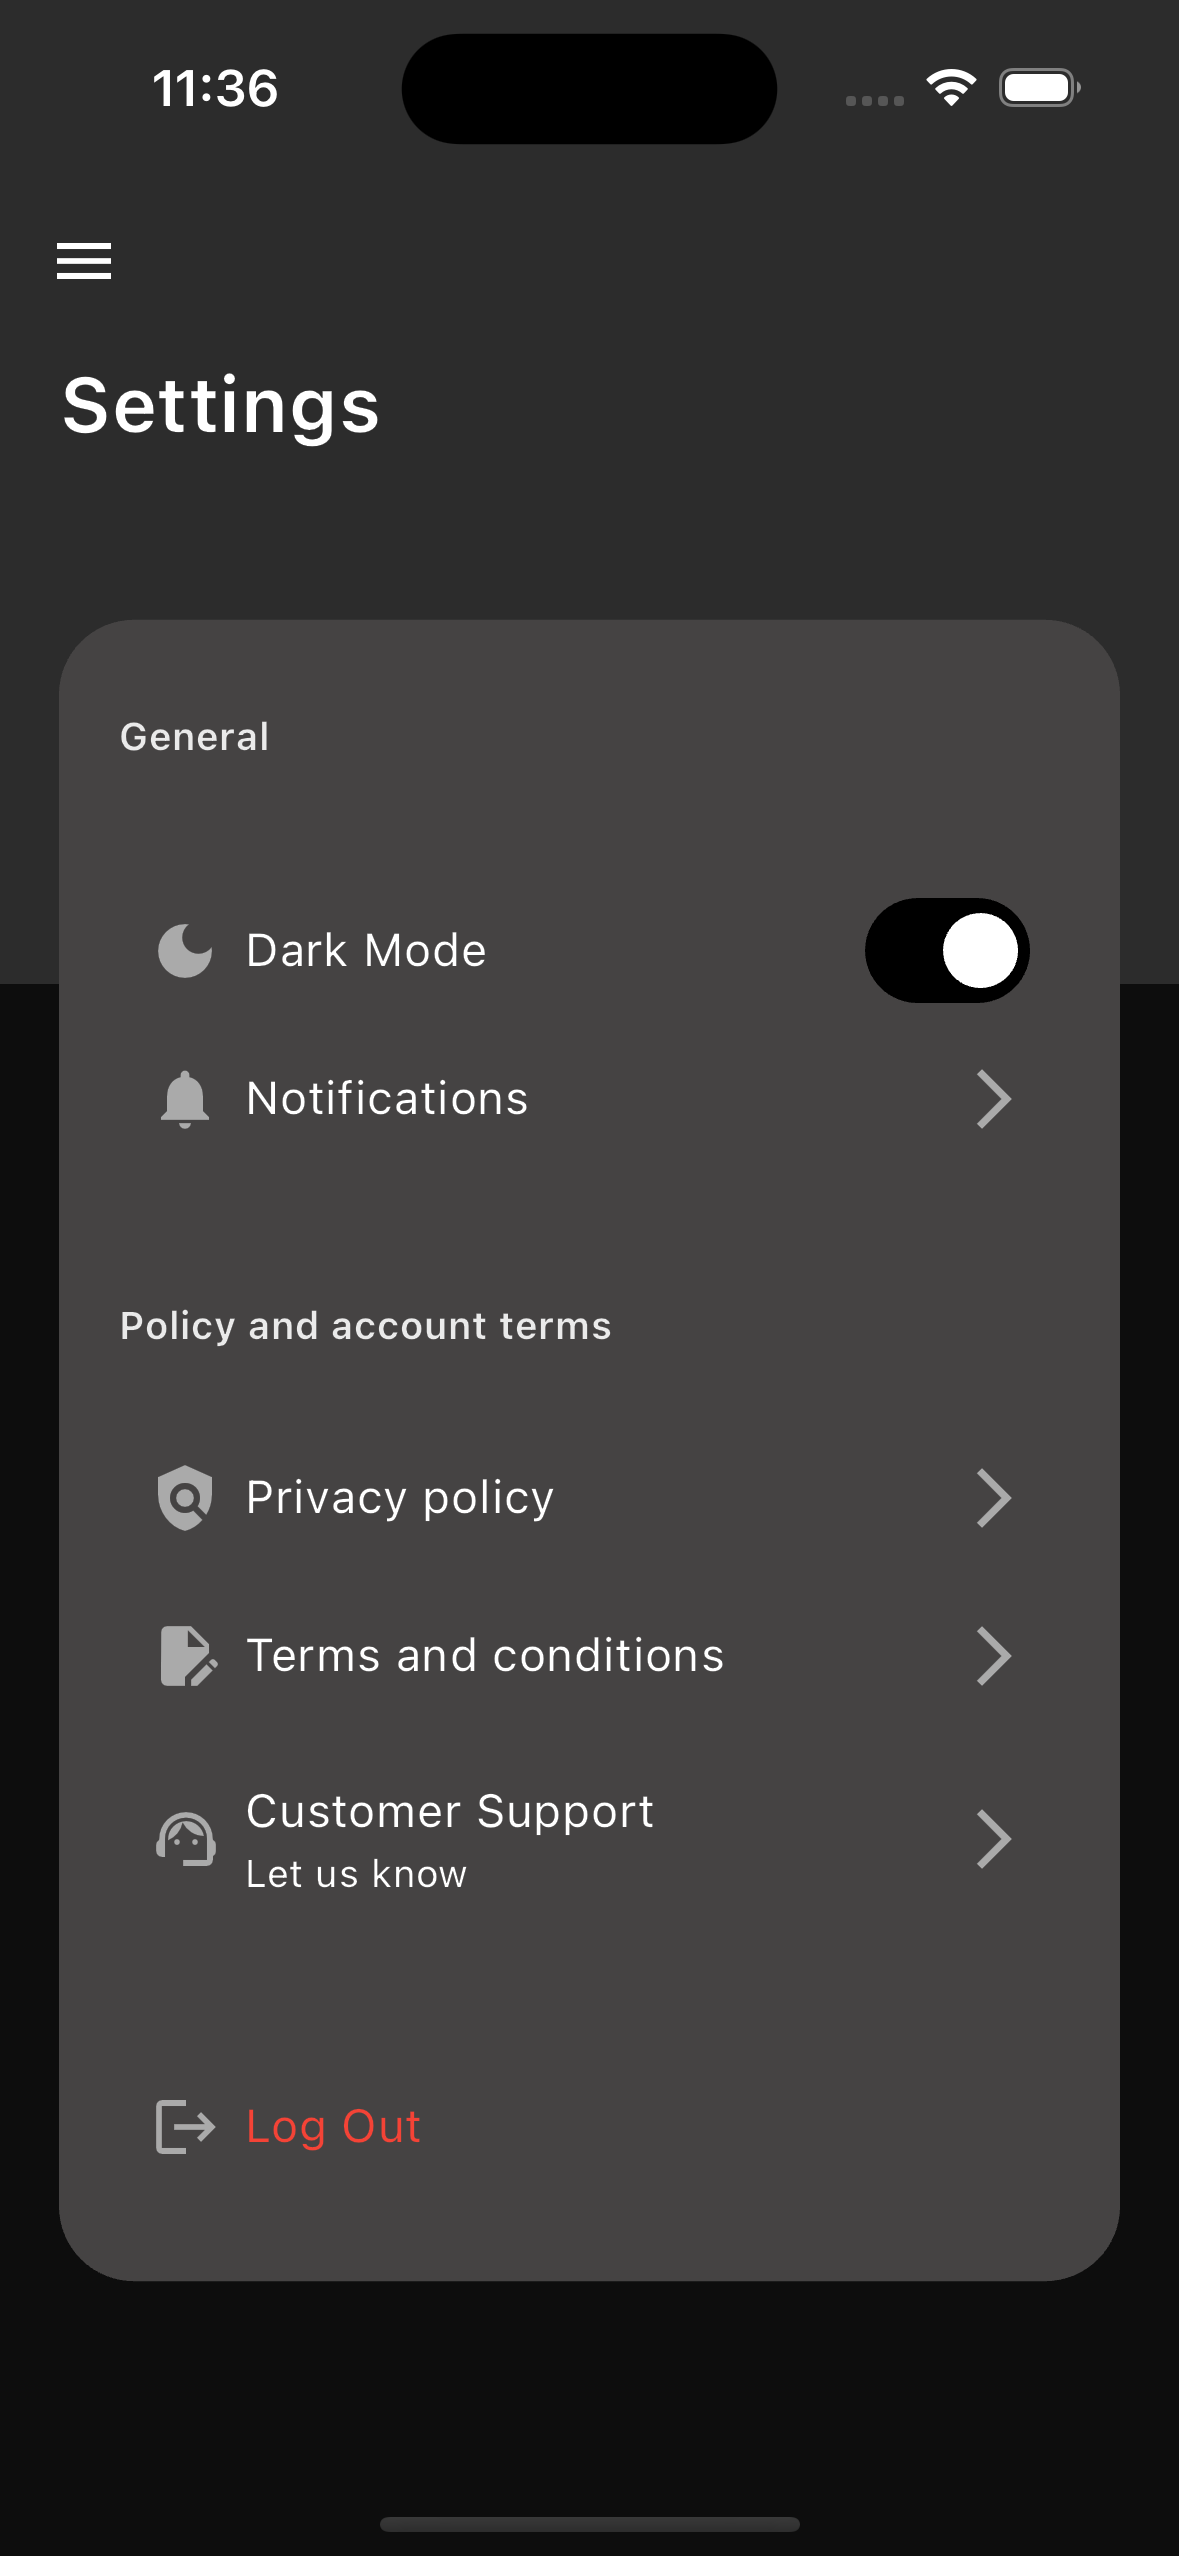 11:36
Settings
General
Dark Mode
Notifications
Policy and account terms
Privacy policy
Terms and conditions
Customer Support
Let us know
Log Out